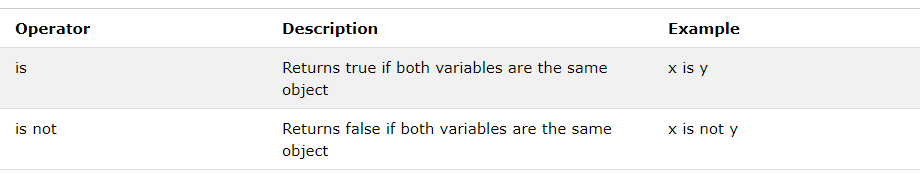 Operator Description Example
is Returns true if both variables are the same x is y
object
is not Returns false if both variables are the same x is not y
object